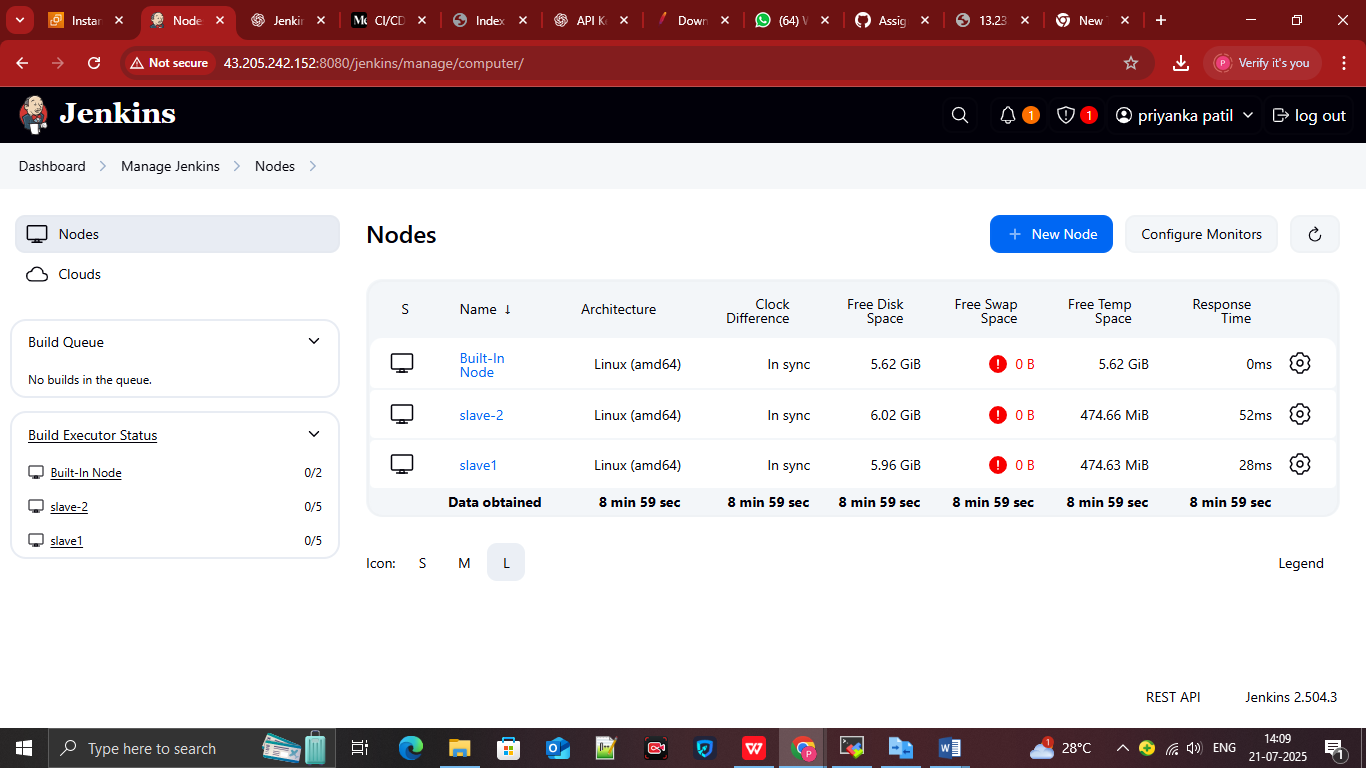 Instan
Node
Jenkin
Mc CI/CD
Index
API Ke
Down
(64) W
Assig
13.23
New T
Not secure
43.205.242.152:8080/jenkins/manage/computer/
P
Verify it's you
Jenkins
1
1
priyanka patil
log out
Dashboard
Manage Jenkins
Nodes
Nodes
Clouds
Build Queue
No builds in the queue.
Build Executor Status
Built-In Node 0/2
slave-2 0/5
slave1 0/5
Nodes
+ New Node
Configure Monitors
S Name ↓ Architecture Clock Difference Free Disk Space Free Swap Space Free Temp Space Response Time
Built-In Node Linux (amd64) In sync 5.62 GiB ! 0 B 5.62 GiB 0ms
slave-2 Linux (amd64) In sync 6.02 GiB ! 0 B 474.66 MiB 52ms
slave1 Linux (amd64) In sync 5.96 GiB ! 0 B 474.63 MiB 28ms
Data obtained 8 min 59 sec 8 min 59 sec 8 min 59 sec 8 min 59 sec 8 min 59 sec 8 min 59 sec
Icon: S M L
Legend
REST API
Jenkins 2.504.3
Type here to search
1
28°C
ENG
14:09
21-07-2025
1